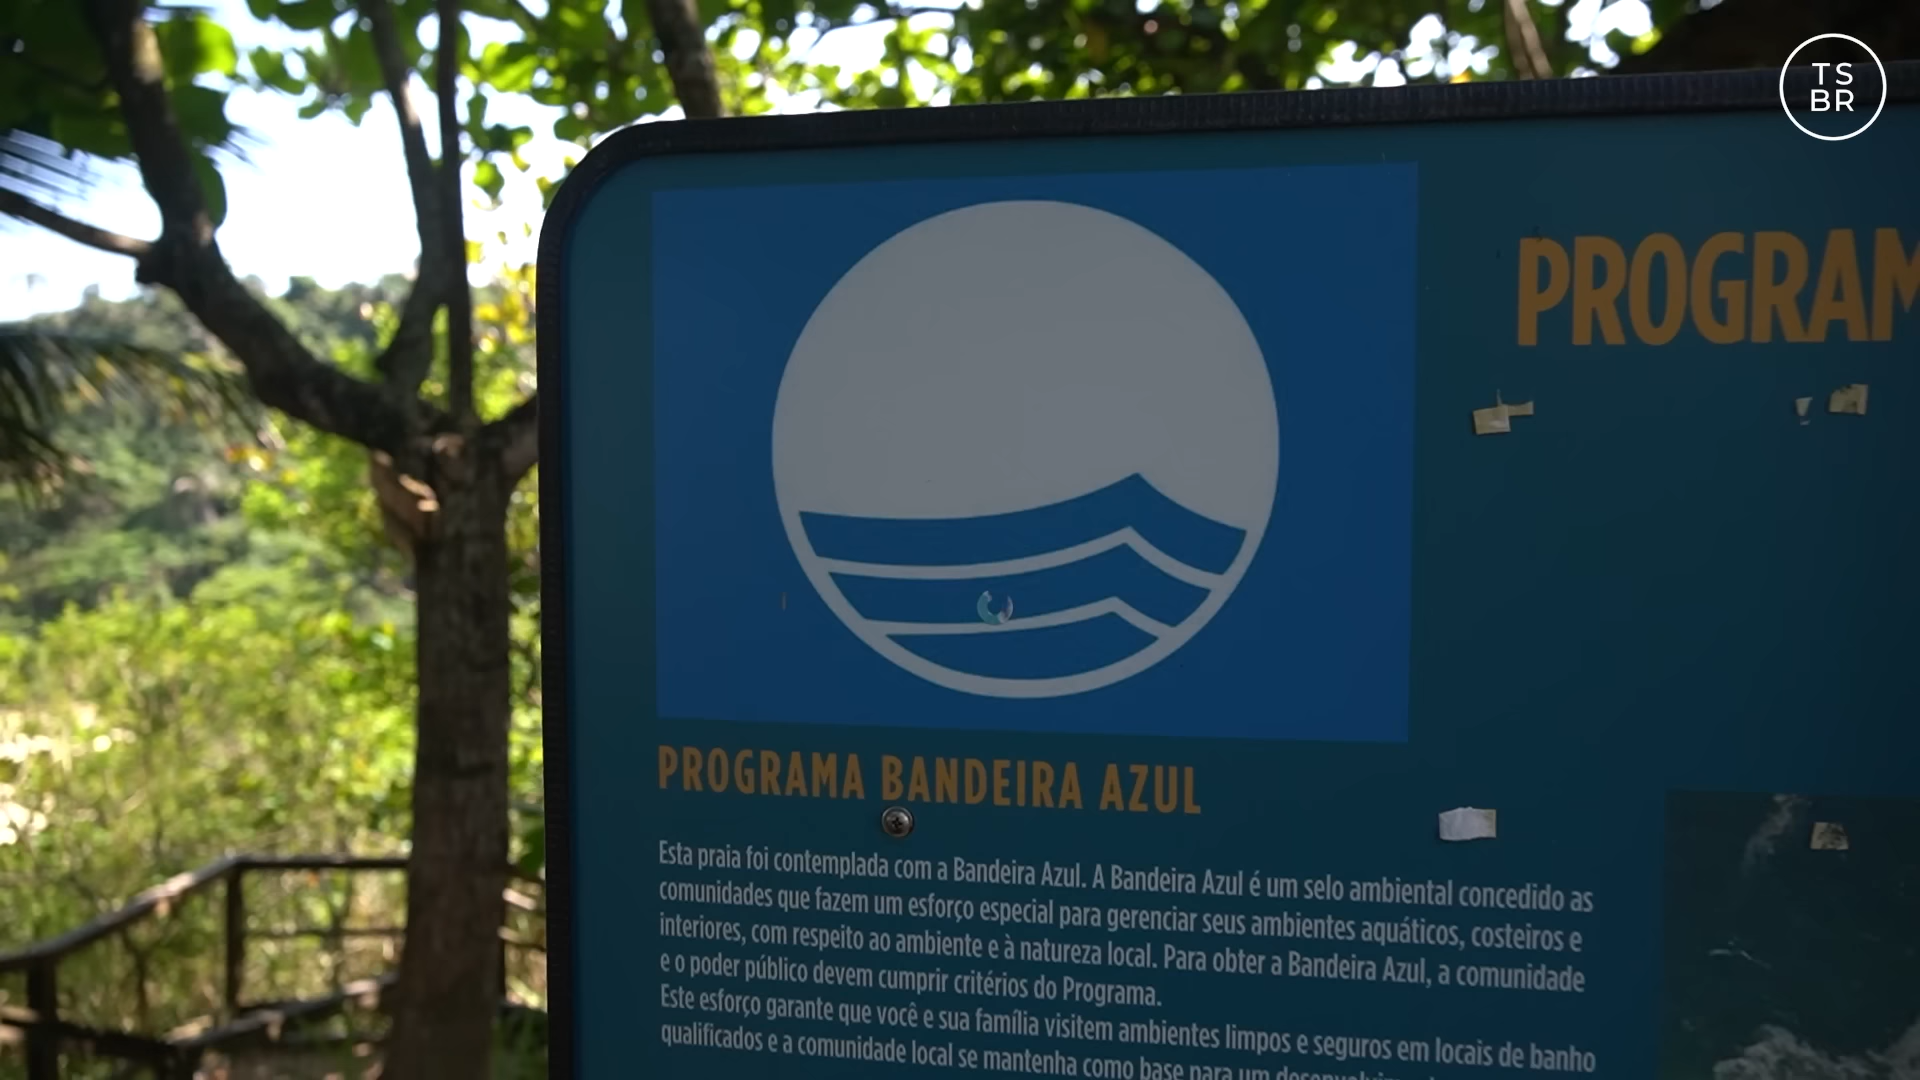 TS
BR
PROGRAM
PROGRAMA BANDEIRA AZUL
Esta praia foi contemplada com a Bandeira Azul. A Bandeira Azul é um selo ambiental concedido as
comunidades que fazem um esforço especial para gerenciar seus ambientes aquáticos, costeiros e
interiores, com respeito ao ambiente e à natureza local. Para obter a Bandeira Azul, a comunidade
e o poder público devem cumprir critérios do Programa.
Este esforço garante que você e sua família visitem ambientes limpos e seguros em locais de banho
qualificados e a comunidade local se mantenha como base para um